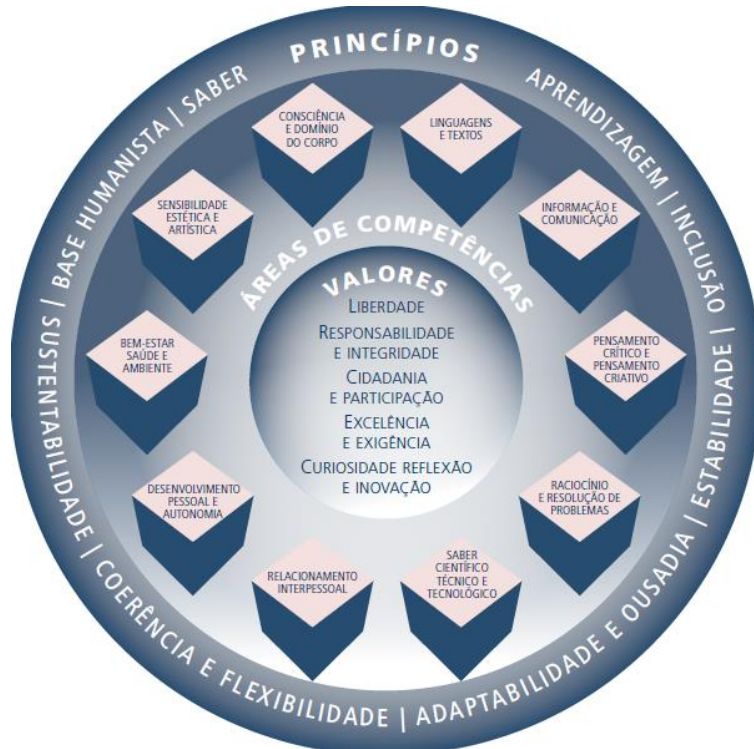 PRINCÍPIOS
APRENDIZAGEM | INCLUSÃO | ESTABILIDADE | ADAPTABILIDADE E OUSADIA | COERÊNCIA E FLEXIBILIDADE | SUSTENTABILIDADE | BASE HUMANISTA | SABER
ÁREAS DE COMPETÊNCIAS
LINGUAGENS
E TEXTOS
INFORMAÇÃO E
COMUNICAÇÃO
PENSAMENTO
CRÍTICO E
PENSAMENTO
CRIATIVO
RACIOCÍNIO
E RESOLUÇÃO DE
PROBLEMAS
SABER
CIENTÍFICO
TÉCNICO E
TECNOLÓGICO
RELACIONAMENTO
INTERPESSOAL
DESENVOLVIMENTO
PESSOAL E
AUTONOMIA
BEM-ESTAR
SAÚDE E
AMBIENTE
SENSIBILIDADE
ESTÉTICA E
ARTÍSTICA
CONSCIÊNCIA
E DOMÍNIO
DO CORPO
VALORES
LIBERDADE
RESPONSABILIDADE
E INTEGRIDADE
CIDADANIA
E PARTICIPAÇÃO
EXCELÊNCIA
E EXIGÊNCIA
CURIOSIDADE REFLEXÃO
E INOVAÇÃO